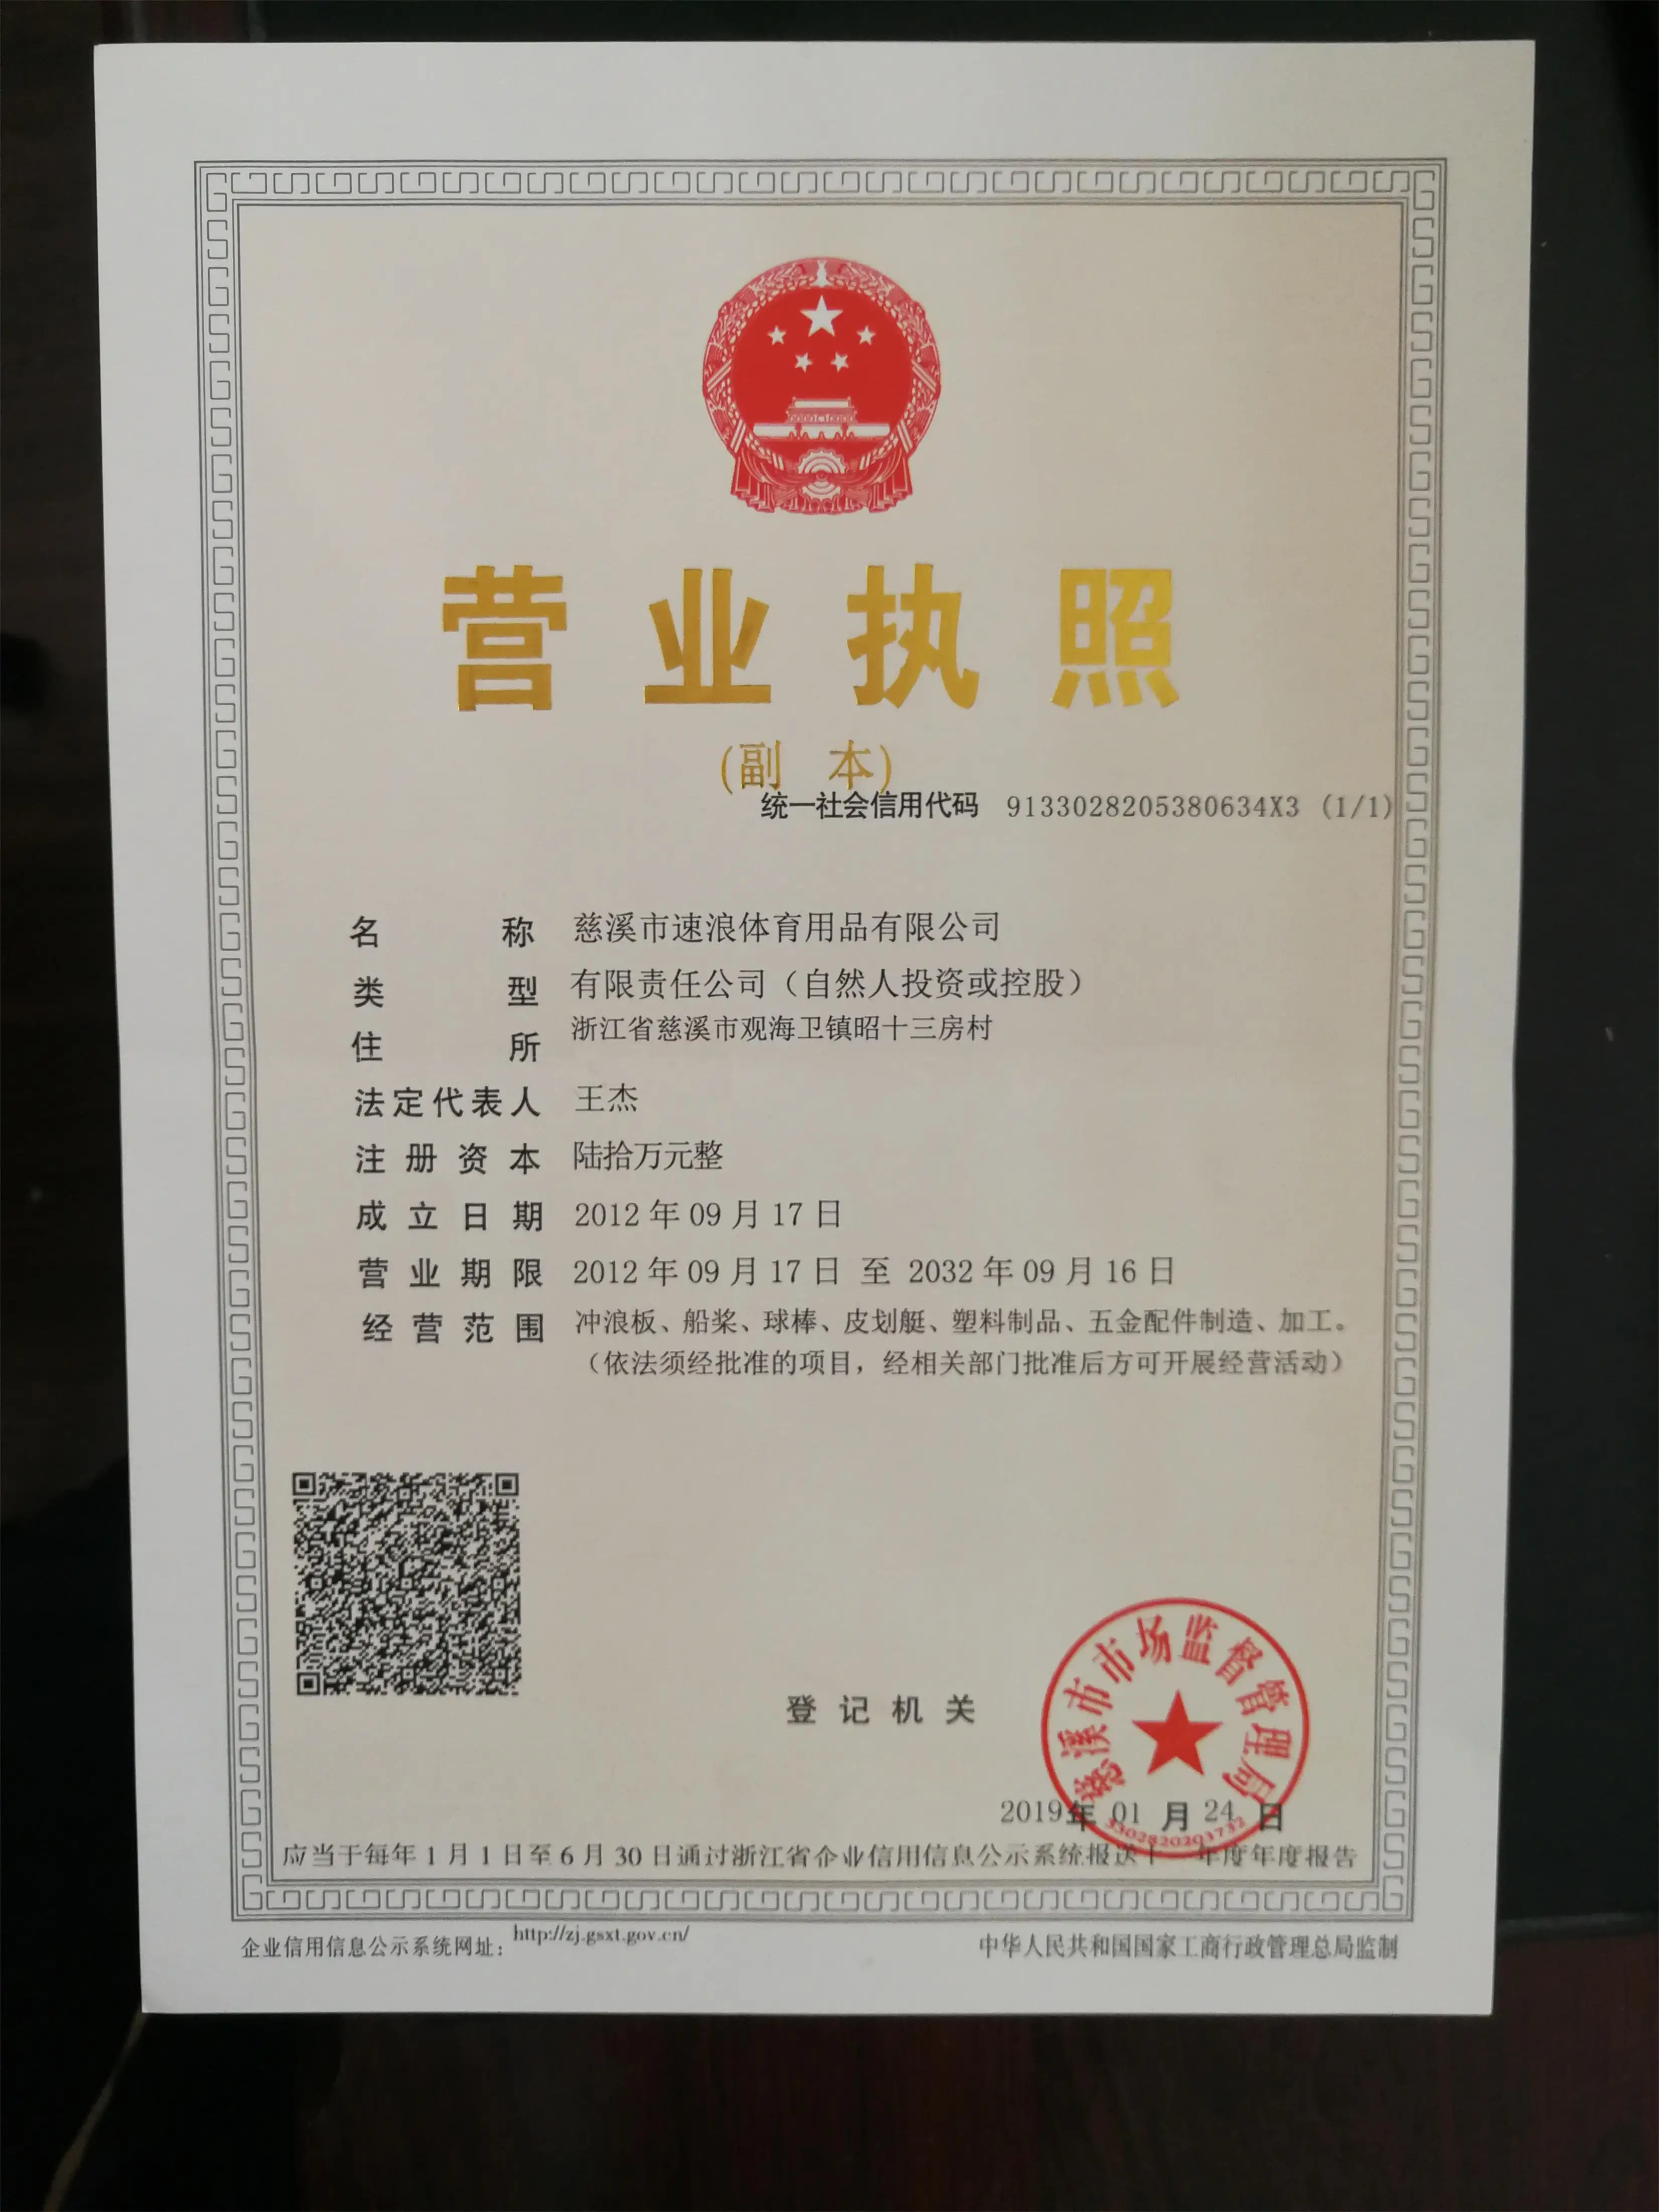 营业执照
(副 本)
统一社会信用代码 9133028205380634X3 (1/1)
名称 慈溪市速浪体育用品有限公司
类型 有限责任公司（自然人投资或控股）
住所 浙江省慈溪市观海卫镇昭十三房村
法定代表人 王杰
注册资本 陆拾万元整
成立日期 2012年09月17日
营业期限 2012年09月17日 至 2032年09月16日
经营范围 冲浪板、船桨、球棒、皮划艇、塑料制品、五金配件制造、加工。
（依法须经批准的项目，经相关部门批准后方可开展经营活动）
慈溪市市场监督管理局
登记机关
2019年 01 月 24 日
3302820203732
应当于每年1月1日至6月30日通过浙江省企业信用信息公示系统报送上一年度年度报告
企业信用信息公示系统网址：http://zj.gsxt.gov.cn/
中华人民共和国国家工商行政管理总局监制